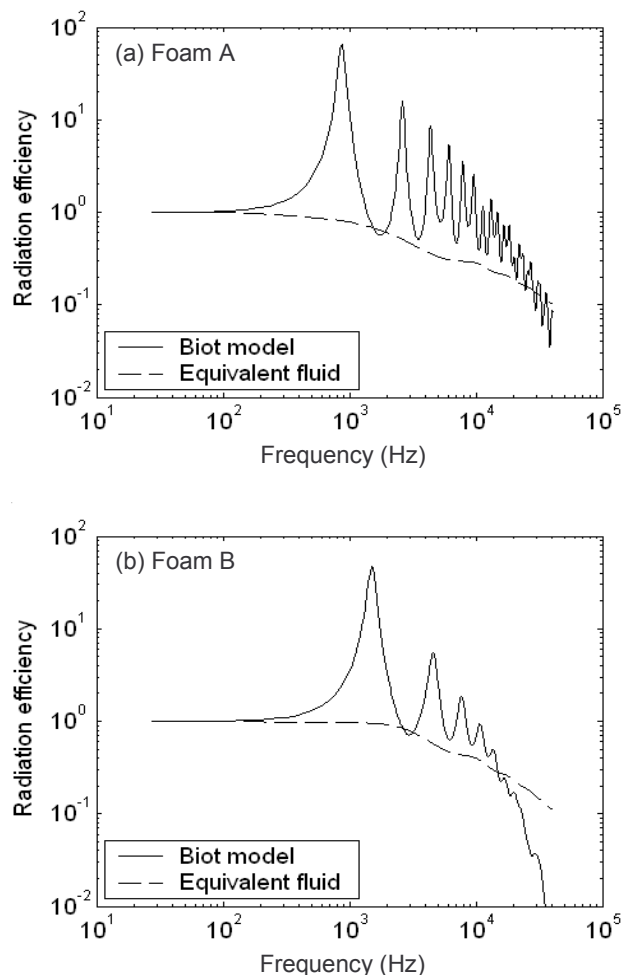 (a) Foam A
Radiation efficiency
10^2
10^1
10^0
10^-1
10^-2
Biot model
Equivalent fluid
10^1 10^2 10^3 10^4 10^5
Frequency (Hz)
(b) Foam B
Radiation efficiency
10^2
10^1
10^0
10^-1
10^-2
Biot model
Equivalent fluid
10^1 10^2 10^3 10^4 10^5
Frequency (Hz)